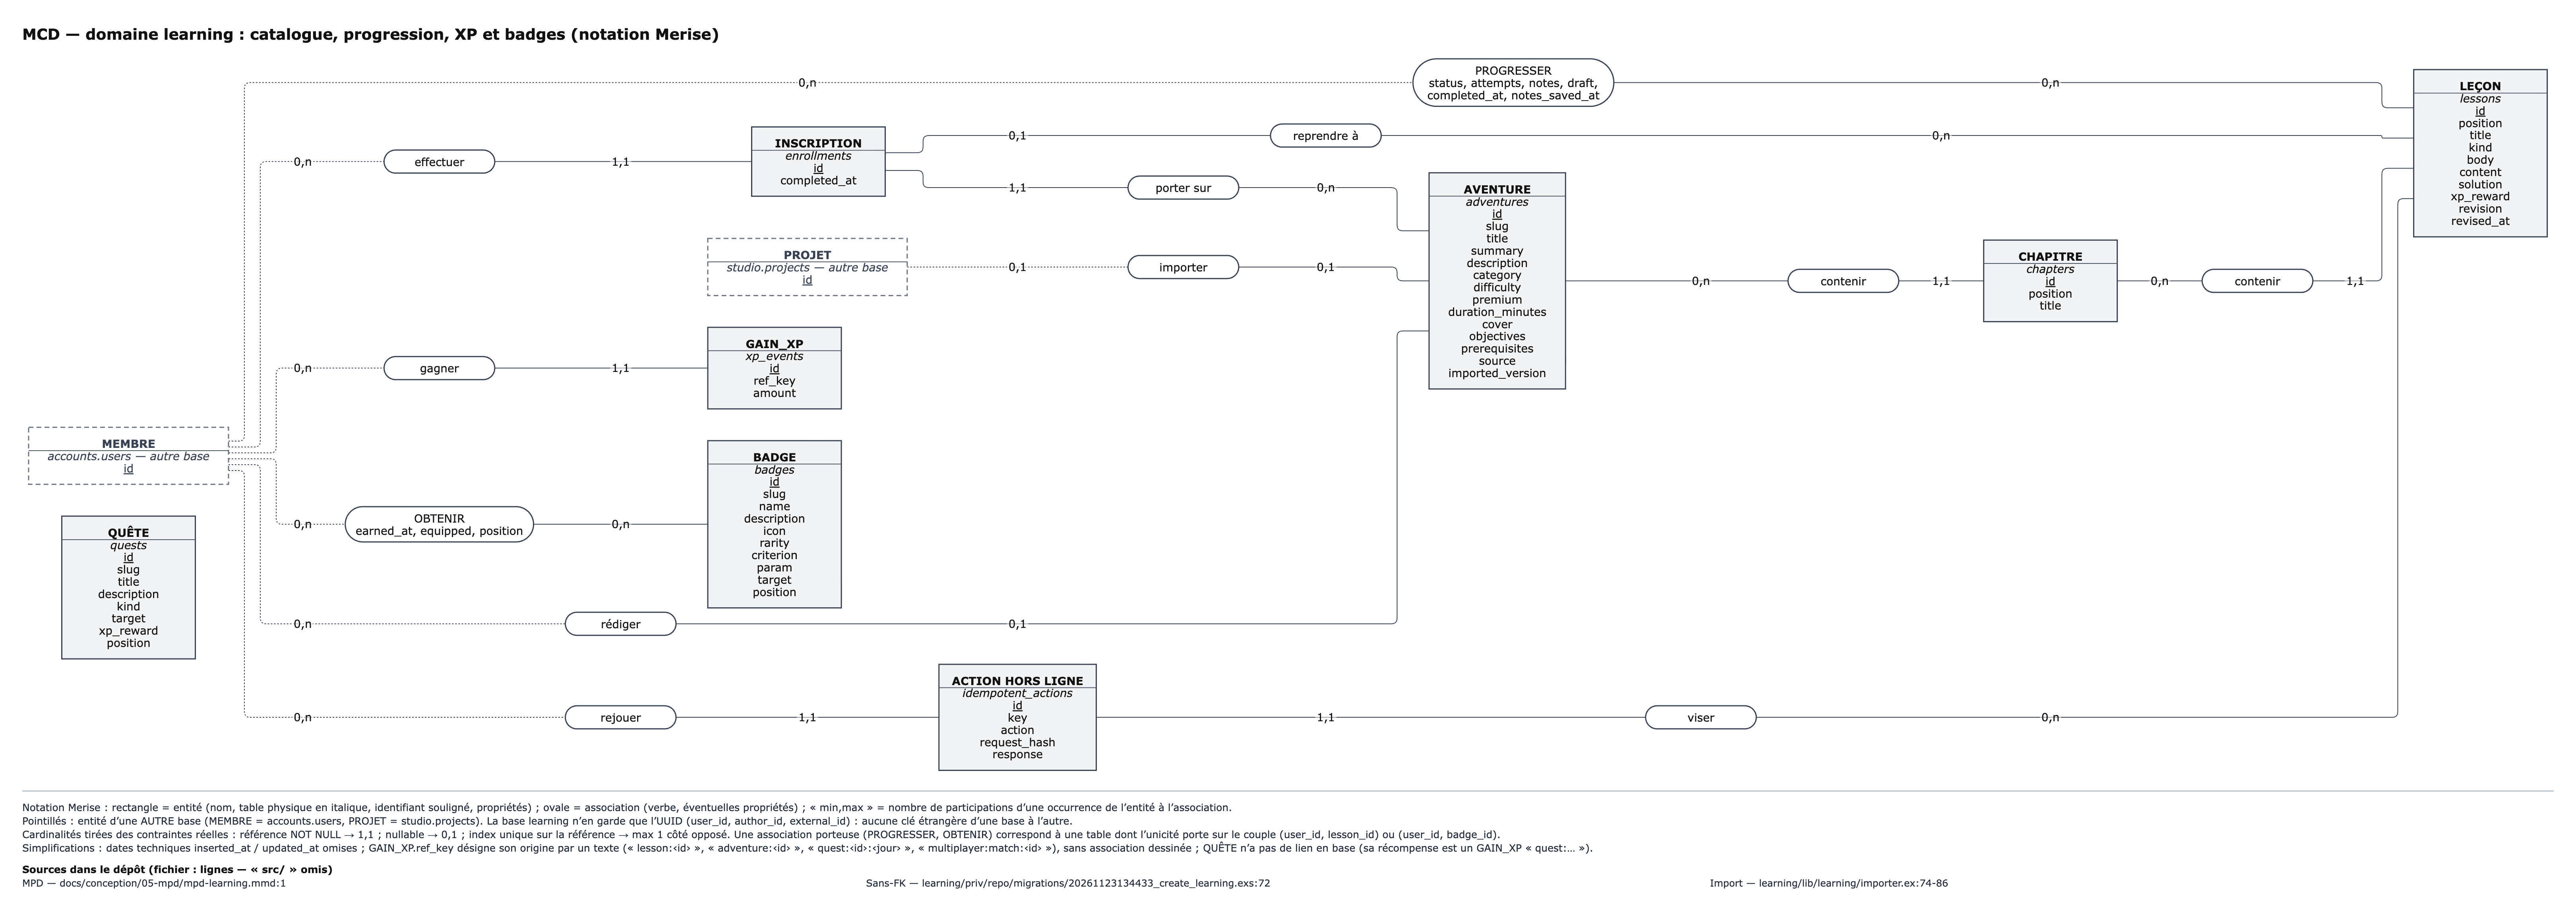 MCD — domaine learning : catalogue, progression, XP et badges (notation Merise)
0,n
PROGRESSER
status, attempts, notes, draft,
completed_at, notes_saved_at
0,n
LEÇON
lessons
id
position
title
kind
body
content
solution
xp_reward
revision
revised_at
0,n
effectuer
1,1
INSCRIPTION
enrollments
id
completed_at
0,1
reprendre à
0,n
1,1
porter sur
0,n
AVENTURE
adventures
id
slug
title
summary
description
category
difficulty
premium
duration_minutes
cover
objectives
prerequisites
source
imported_version
PROJET
studio.projects — autre base
id
0,1
importer
0,1
0,n
contenir
1,1
CHAPITRE
chapters
id
position
title
0,n
contenir
1,1
0,n
gagner
1,1
GAIN_XP
xp_events
id
ref_key
amount
MEMBRE
accounts.users — autre base
id
0,n
OBTENIR
earned_at, equipped, position
0,n
BADGE
badges
id
slug
name
description
icon
rarity
criterion
param
target
position
QUÊTE
quests
id
slug
title
description
kind
target
xp_reward
position
0,n
rédiger
0,1
0,n
rejouer
1,1
ACTION HORS LIGNE
idempotent_actions
id
key
action
request_hash
response
1,1
viser
0,n
Notation Merise : rectangle = entité (nom, table physique en italique, identifiant souligné, propriétés) ; ovale = association (verbe, éventuelles propriétés) ; « min,max » = nombre de participations d’une occurrence de l’entité à l’association.
Pointillés : entité d’une AUTRE base (MEMBRE = accounts.users, PROJET = studio.projects). La base learning n’en garde que l’UUID (user_id, author_id, external_id) : aucune clé étrangère d’une base à l’autre.
Cardinalités tirées des contraintes réelles : référence NOT NULL → 1,1 ; nullable → 0,1 ; index unique sur la référence → max 1 côté opposé. Une association porteuse (PROGRESSER, OBTENIR) correspond à une table dont l’unicité porte sur le couple (user_id, lesson_id) ou (user_id, badge_id).
Simplifications : dates techniques inserted_at / updated_at omises ; GAIN_XP.ref_key désigne son origine par un texte (« lesson:‹id› », « adventure:‹id› », « quest:‹id›:‹jour› », « multiplayer:match:‹id› »), sans association dessinée ; QUÊTE n’a pas de lien en base (sa récompense est un GAIN_XP « quest:… »).
Sources dans le dépôt (fichier : lignes — « src/ » omis)
MPD — docs/conception/05-mpd/mpd-learning.mmd:1
Sans-FK — learning/priv/repo/migrations/20261123134433_create_learning.exs:72
Import — learning/lib/learning/importer.ex:74-86